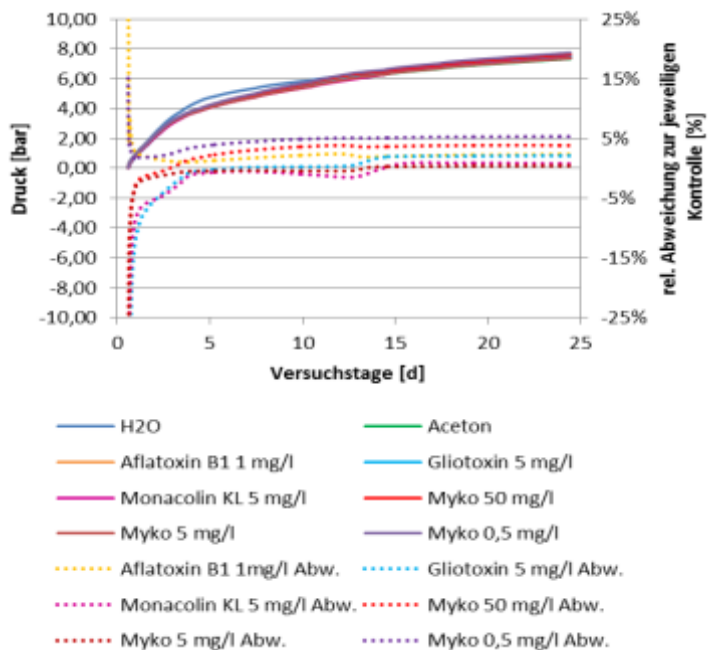 10,00
8,00
6,00
4,00
2,00
0,00
-2,00
-4,00
-6,00
-8,00
-10,00
Druck [bar]
25%
15%
5%
-5%
-15%
-25%
rel. Abweichung zur jeweiligen
Kontrolle [%]
0 5 10 15 20 25
Versuchstage [d]
H2O Aceton
Aflatoxin B1 1 mg/l Gliotoxin 5 mg/l
Monacolin KL 5 mg/l Myko 50 mg/l
Myko 5 mg/l Myko 0,5 mg/l
Aflatoxin B1 1mg/l Abw. Gliotoxin 5 mg/l Abw.
Monacolin KL 5 mg/l Abw. Myko 50 mg/l Abw.
Myko 5 mg/l Abw. Myko 0,5 mg/l Abw.